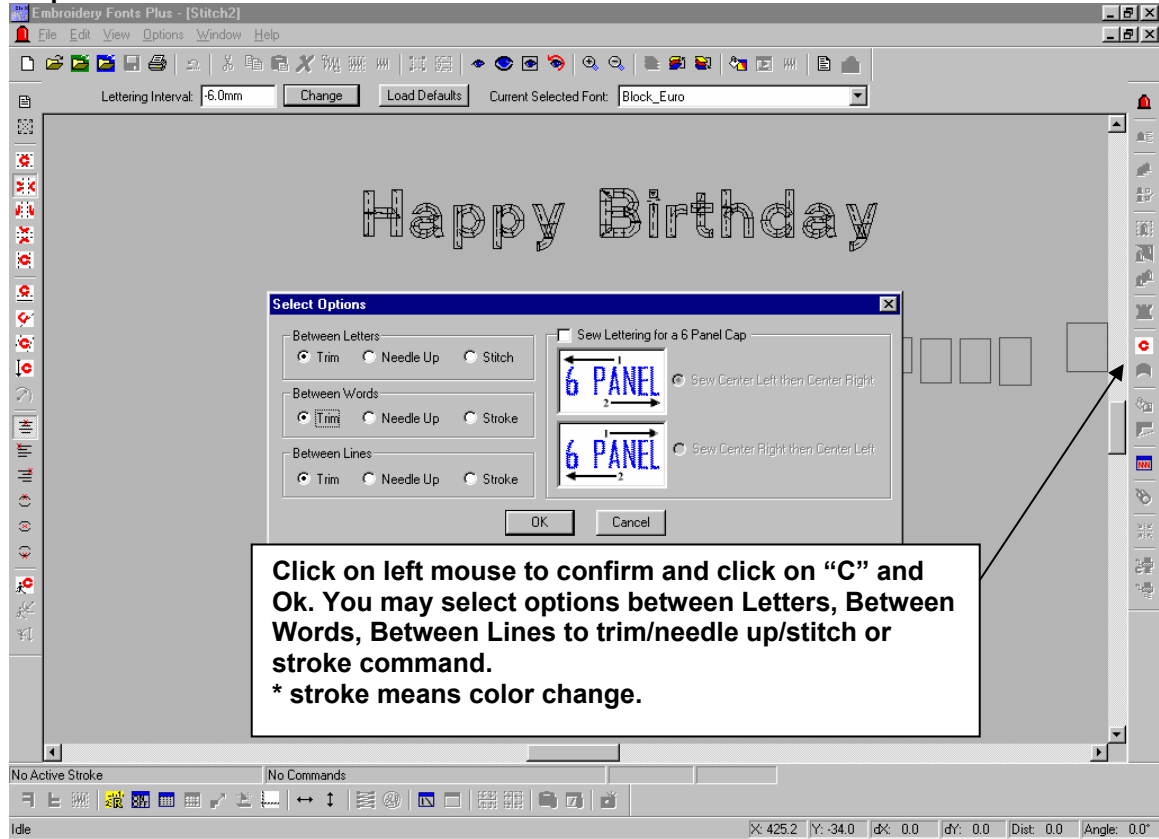 Embroidery Fonts Plus - [Stitch2]
File Edit View Options Window Help
Lettering Interval: -6.0mm Change Load Defaults Current Selected Font: Block_Euro
Happy Birthday
Select Options
Between Letters
Trim Needle Up Stitch
Between Words
Trim Needle Up Stroke
Between Lines
Trim Needle Up Stroke
Sew Lettering for a 6 Panel Cap
1
6 PANEL
2
Sew Center Left then Center Right
1
6 PANEL
2
Sew Center Right then Center Left
OK Cancel
Click on left mouse to confirm and click on “C” and
Ok. You may select options between Letters, Between
Words, Between Lines to trim/needle up/stitch or
stroke command.
* stroke means color change.
No Active Stroke No Commands
Idle X: 425.2 Y: -34.0 dX: 0.0 dY: 0.0 Dist: 0.0 Angle: 0.0°